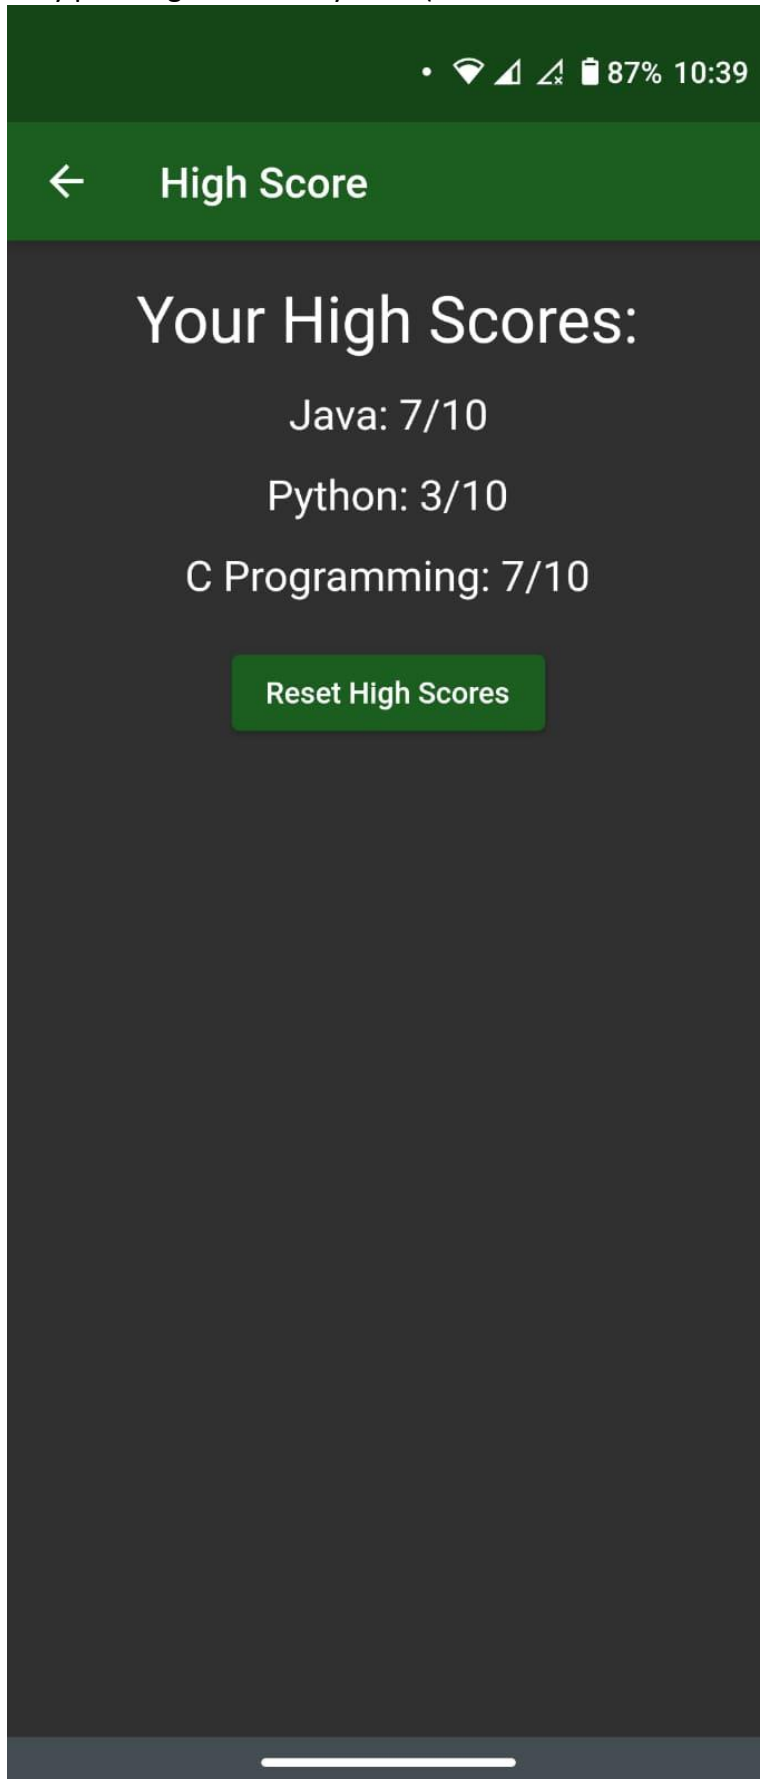 87% 10:39
High Score
Your High Scores:
Java: 7/10
Python: 3/10
C Programming: 7/10
Reset High Scores